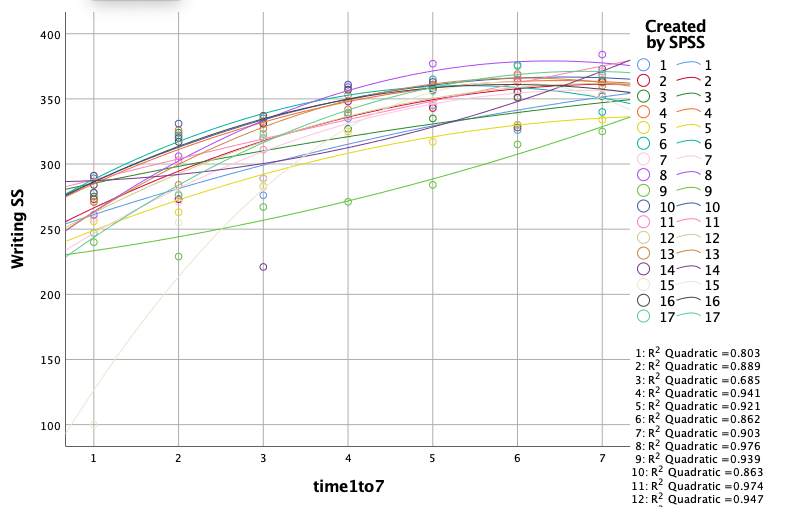 Created
by SPSS
1 1
2 2
3 3
4 4
5 5
6 6
7 7
8 8
9 9
10 10
11 11
12 12
13 13
14 14
15 15
16 16
17 17
400
350
300
250
200
150
100
Writing SS
1 2 3 4 5 6 7
time1to7
1: R² Quadratic =0.803
2: R² Quadratic =0.889
3: R² Quadratic =0.685
4: R² Quadratic =0.941
5: R² Quadratic =0.921
6: R² Quadratic =0.862
7: R² Quadratic =0.903
8: R² Quadratic =0.976
9: R² Quadratic =0.939
10: R² Quadratic =0.863
11: R² Quadratic =0.974
12: R² Quadratic =0.947